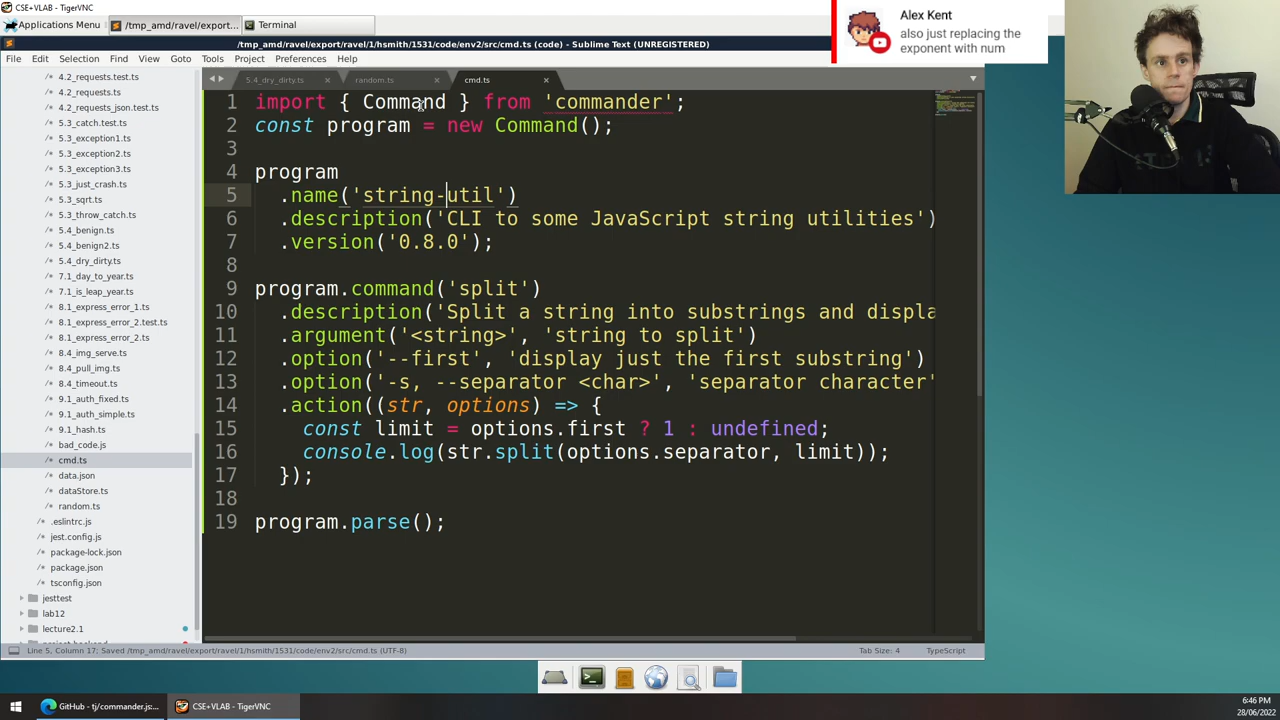 CSE+VLAB - TigerVNC
Applications Menu
/tmp_amd/ravel/export...
Terminal
/tmp_amd/ravel/export/ravel/1/hsmith/1531/code/env2/src/cmd.ts (code) - Sublime Text (UNREGISTERED)
File Edit Selection Find View Goto Tools Project Preferences Help
Alex Kent
also just replacing the
exponent with num
4.2_requests.test.ts
4.2_requests.ts
4.2_requests_json.test.ts
5.3_catch.test.ts
5.3_exception1.ts
5.3_exception2.ts
5.3_exception3.ts
5.3_just_crash.ts
5.3_sqrt.ts
5.3_throw_catch.ts
5.4_benign.ts
5.4_benign2.ts
5.4_dry_dirty.ts
7.1_day_to_year.ts
7.1_is_leap_year.ts
8.1_express_error_1.ts
8.1_express_error_2.test.ts
8.1_express_error_2.ts
8.4_img_serve.ts
8.4_pull_img.ts
8.4_timeout.ts
9.1_auth_fixed.ts
9.1_auth_simple.ts
9.1_hash.ts
bad_code.js
cmd.ts
data.json
dataStore.ts
random.ts
.eslintrc.js
jest.config.js
package-lock.json
package.json
tsconfig.json
jesttest
lab12
lecture2.1
5.4_dry_dirty.ts
random.ts
cmd.ts
1 import { Command } from 'commander';
2 const program = new Command();
3
4 program
5 .name('string-util')
6 .description('CLI to some JavaScript string utilities')
7 .version('0.8.0');
8
9 program.command('split')
10 .description('Split a string into substrings and displa
11 .argument('<string>', 'string to split')
12 .option('--first', 'display just the first substring')
13 .option('-s, --separator <char>', 'separator character'
14 .action((str, options) => {
15 const limit = options.first ? 1 : undefined;
16 console.log(str.split(options.separator, limit));
17 });
18
19 program.parse();
Line 5, Column 17: Saved /tmp_amd/ravel/export/ravel/1/hsmith/1531/code/env2/src/cmd.ts (UTF-8)
Tab Size: 4
TypeScript
GitHub - tj/commander.js:...
CSE+VLAB - TigerVNC
6:46 PM
28/06/2022